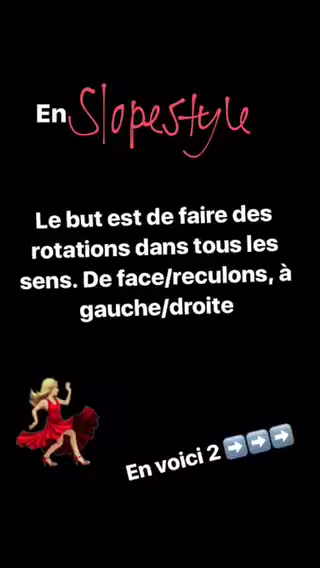 En Slopestyle
Le but est de faire des
rotations dans tous les
sens. De face/reculons, à
gauche/droite
En voici 2 ➡️➡️➡️